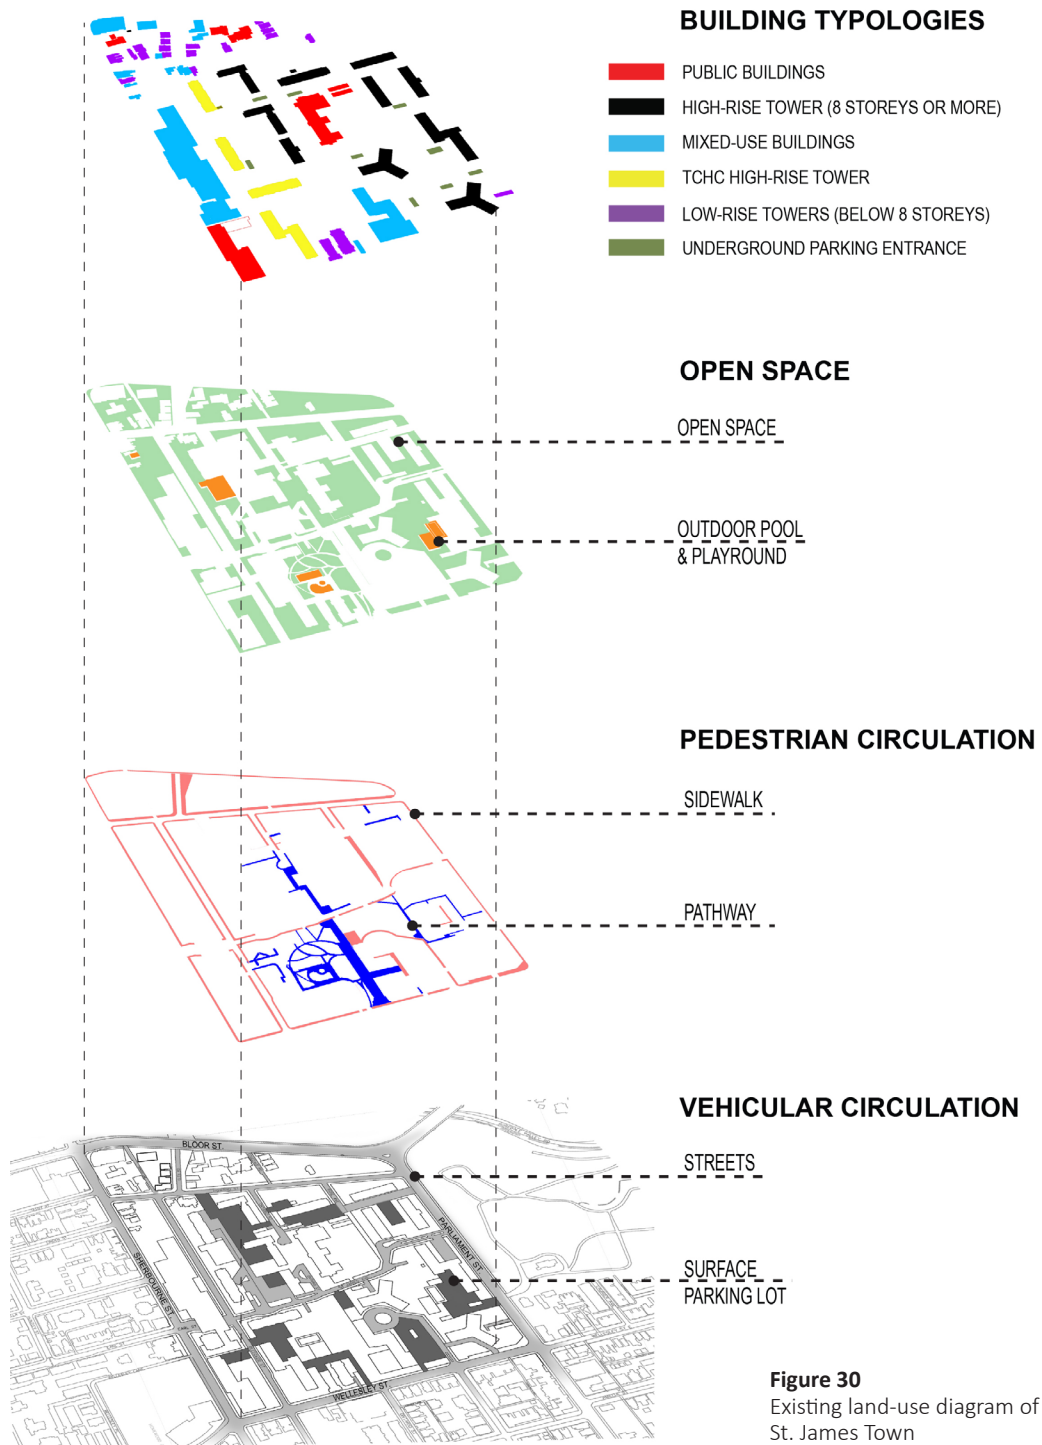 BUILDING TYPOLOGIES
PUBLIC BUILDINGS
HIGH-RISE TOWER (8 STOREYS OR MORE)
MIXED-USE BUILDINGS
TCHC HIGH-RISE TOWER
LOW-RISE TOWERS (BELOW 8 STOREYS)
UNDERGROUND PARKING ENTRANCE
OPEN SPACE
OPEN SPACE
OUTDOOR POOL
& PLAYROUND
PEDESTRIAN CIRCULATION
SIDEWALK
PATHWAY
VEHICULAR CIRCULATION
BLOOR ST.
STREETS
PARLIAMENT ST.
SHERBOURNE ST.
SURFACE
PARKING LOT
WELLESLEY ST.
Figure 30
Existing land-use diagram of
St. James Town